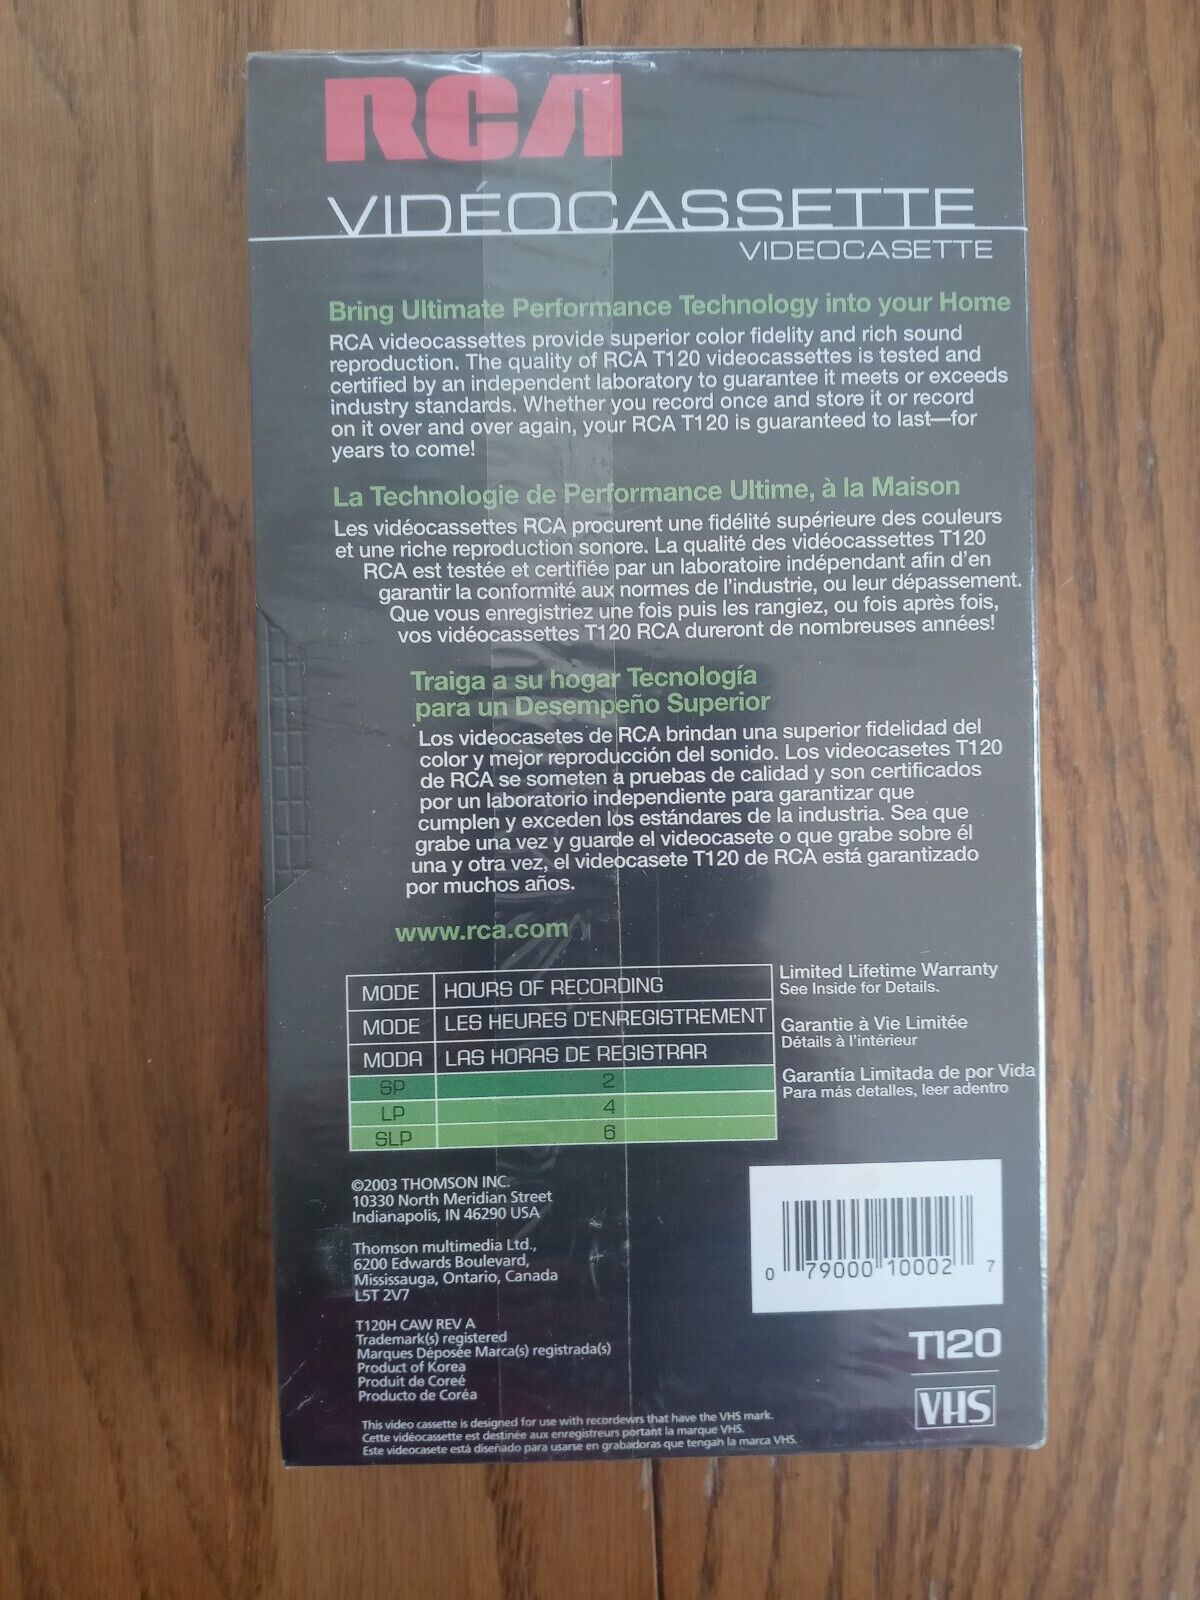 RCA
VIDÉOCASSETTE
VIDEOCASETTE
Bring Ultimate Performance Technology into your Home
RCA videocassettes provide superior color fidelity and rich sound
reproduction. The quality of RCA T120 videocassettes is tested and
certified by an independent laboratory to guarantee it meets or exceeds
industry standards. Whether you record once and store it or record
on it over and over again, your RCA T120 is guaranteed to last—for
years to come!
La Technologie de Performance Ultime, à la Maison
Les vidéocassettes RCA procurent une fidélité supérieure des couleurs
et une riche reproduction sonore. La qualité des vidéocassettes T120
RCA est testée et certifiée par un laboratoire indépendant afin d'en
garantir la conformité aux normes de l'industrie, ou leur dépassement.
Que vous enregistriez une fois puis les rangiez, ou fois après fois,
vos vidéocassettes T120 RCA dureront de nombreuses années!
Traiga a su hogar Tecnología
para un Desempeño Superior
Los videocasetes de RCA brindan una superior fidelidad del
color y mejor reproducción del sonido. Los videocasetes T120
de RCA se someten a pruebas de calidad y son certificados
por un laboratorio independiente para garantizar que
cumplen y exceden los estándares de la industria. Sea que
grabe una vez y guarde el videocasete o que grabe sobre él
una y otra vez, el videocasete T120 de RCA está garantizado
por muchos años.
www.rca.com
MODE HOURS OF RECORDING
MODE LES HEURES D'ENREGISTREMENT
MODA LAS HORAS DE REGISTRAR
SP 2
LP 4
SLP 6
Limited Lifetime Warranty
See Inside for Details.
Garantie à Vie Limitée
Détails à l'intérieur
Garantía Limitada de por Vida
Para más detalles, leer adentro
©2003 THOMSON INC.
10330 North Meridian Street
Indianapolis, IN 46290 USA
Thomson multimedia Ltd.,
6200 Edwards Boulevard,
Mississauga, Ontario, Canada
L5T 2V7
T120H CAW REV A
Trademark(s) registered
Marques Déposée Marca(s) registrada(s)
Product of Korea
Produit de Coreé
Producto de Coréa
This video cassette is designed for use with recordewrs that have the VHS mark.
Cette vidéocassette est destinée aux enregistreurs portant la marque VHS.
Este videocasete está diseñado para usarse en grabadoras que tengah la marca VHS.
0 79000 10002 7
T120
VHS